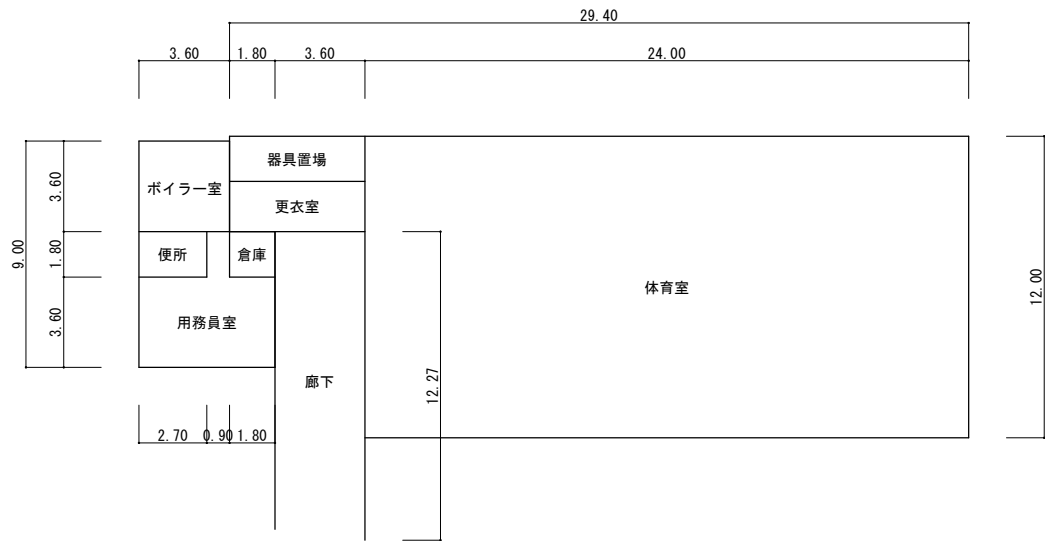 29.40
3.60 1.80 3.60 24.00
器具置場
ボイラー室
更衣室
便所 倉庫
用務員室
廊下
体育室
9.00
3.60
1.80
3.60
12.27
12.00
2.70 0.90 1.80